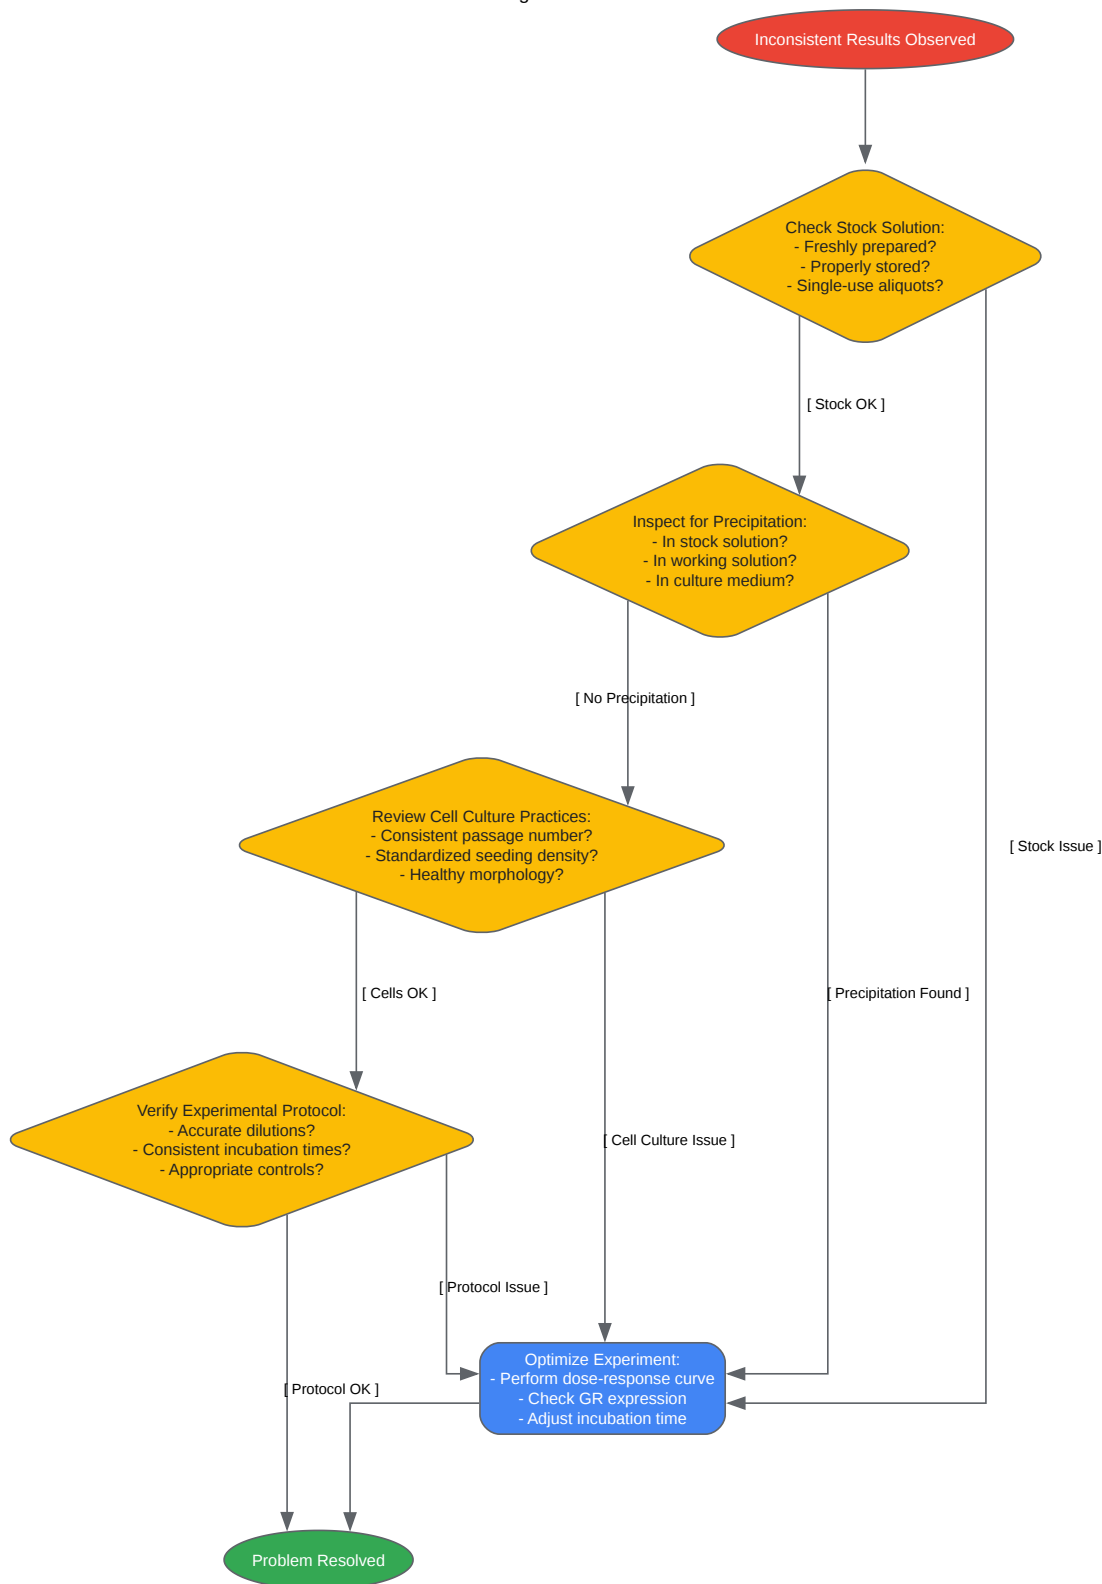 Inconsistent Results Observed
Check Stock Solution:
- Freshly prepared?
- Properly stored?
- Single-use aliquots?
[ Stock OK ]
Inspect for Precipitation:
- In stock solution?
- In working solution?
- In culture medium?
[ No Precipitation ]
Review Cell Culture Practices:
- Consistent passage number?
- Standardized seeding density?
- Healthy morphology?
[ Stock Issue ]
[ Cells OK ]
[ Precipitation Found ]
Verify Experimental Protocol:
- Accurate dilutions?
- Consistent incubation times?
- Appropriate controls?
[ Cell Culture Issue ]
[ Protocol Issue ]
Optimize Experiment:
- Perform dose-response curve
- Check GR expression
- Adjust incubation time
[ Protocol OK ]
Problem Resolved